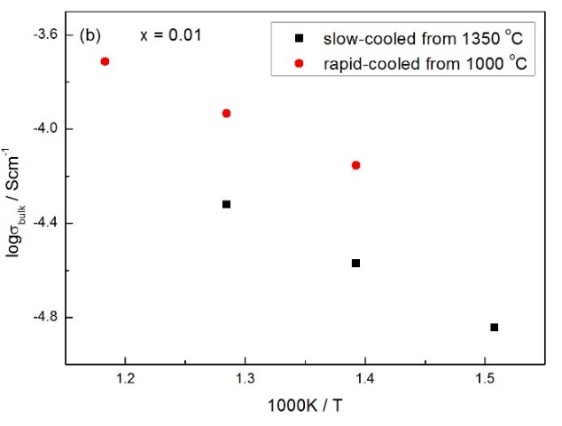 (b) x = 0.01
slow-cooled from 1350 °C
rapid-cooled from 1000 °C
-3.6
-4.0
-4.4
-4.8
logσbulk / Scm-1
1.2 1.3 1.4 1.5
1000K / T